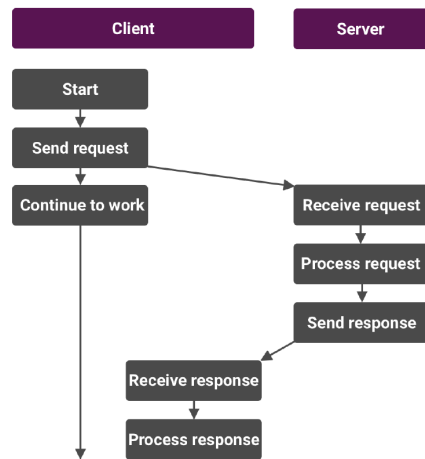 Client
Server
Start
Send request
Continue to work
Receive request
Process request
Send response
Receive response
Process response